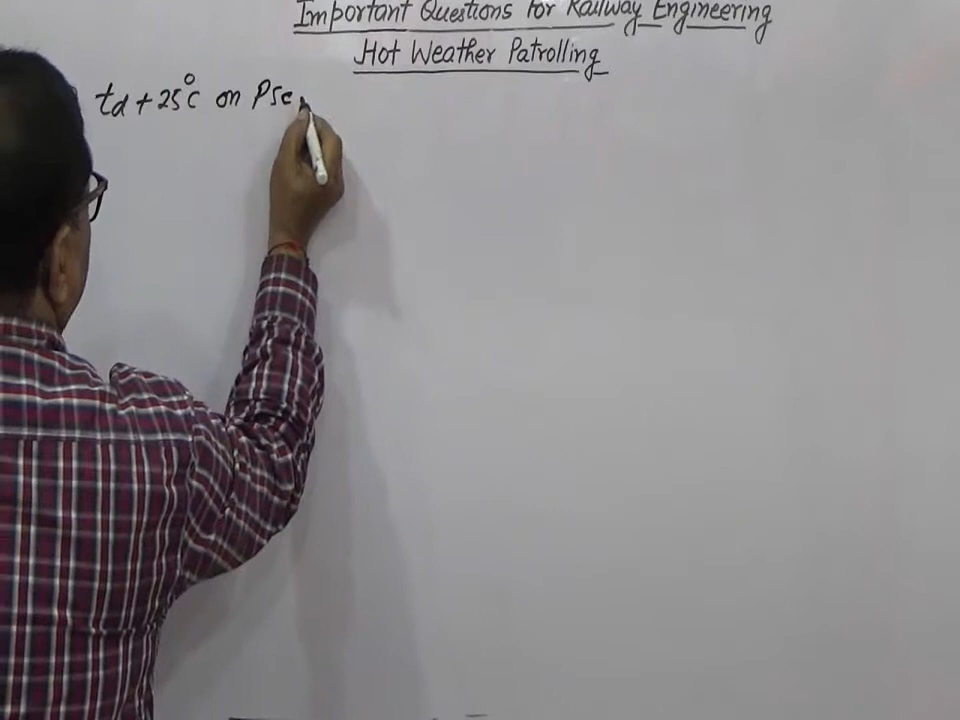 Important Questions for Railway Engineering
Hot Weather Patrolling
td + 25°C on PSC